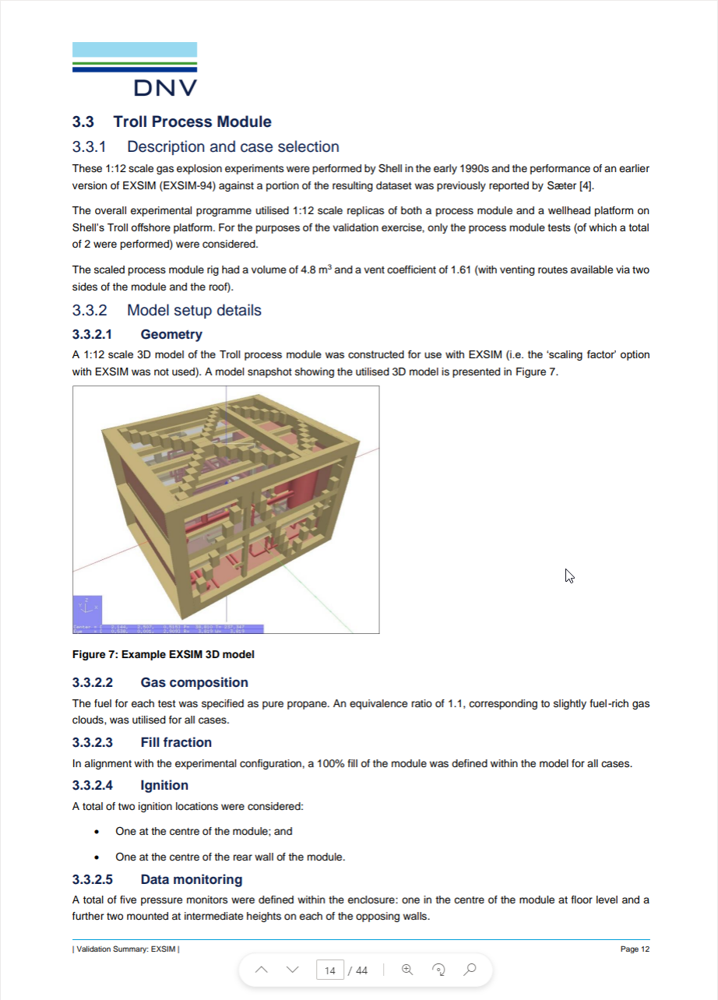 DNV
3.3 Troll Process Module
3.3.1 Description and case selection
These 1:12 scale gas explosion experiments were performed by Shell in the early 1990s and the performance of an earlier
version of EXSIM (EXSIM-94) against a portion of the resulting dataset was previously reported by Sæter [4].
The overall experimental programme utilised 1:12 scale replicas of both a process module and a wellhead platform on
Shell's Troll offshore platform. For the purposes of the validation exercise, only the process module tests (of which a total
of 2 were performed) were considered.
The scaled process module rig had a volume of 4.8 m³ and a vent coefficient of 1.61 (with venting routes available via two
sides of the module and the roof).
3.3.2 Model setup details
3.3.2.1 Geometry
A 1:12 scale 3D model of the Troll process module was constructed for use with EXSIM (i.e. the 'scaling factor' option
with EXSIM was not used). A model snapshot showing the utilised 3D model is presented in Figure 7.
Figure 7: Example EXSIM 3D model
3.3.2.2 Gas composition
The fuel for each test was specified as pure propane. An equivalence ratio of 1.1, corresponding to slightly fuel-rich gas
clouds, was utilised for all cases.
3.3.2.3 Fill fraction
In alignment with the experimental configuration, a 100% fill of the module was defined within the model for all cases.
3.3.2.4 Ignition
A total of two ignition locations were considered:
• One at the centre of the module; and
• One at the centre of the rear wall of the module.
3.3.2.5 Data monitoring
A total of five pressure monitors were defined within the enclosure: one in the centre of the module at floor level and a
further two mounted at intermediate heights on each of the opposing walls.
| Validation Summary: EXSIM | Page 12
14 / 44